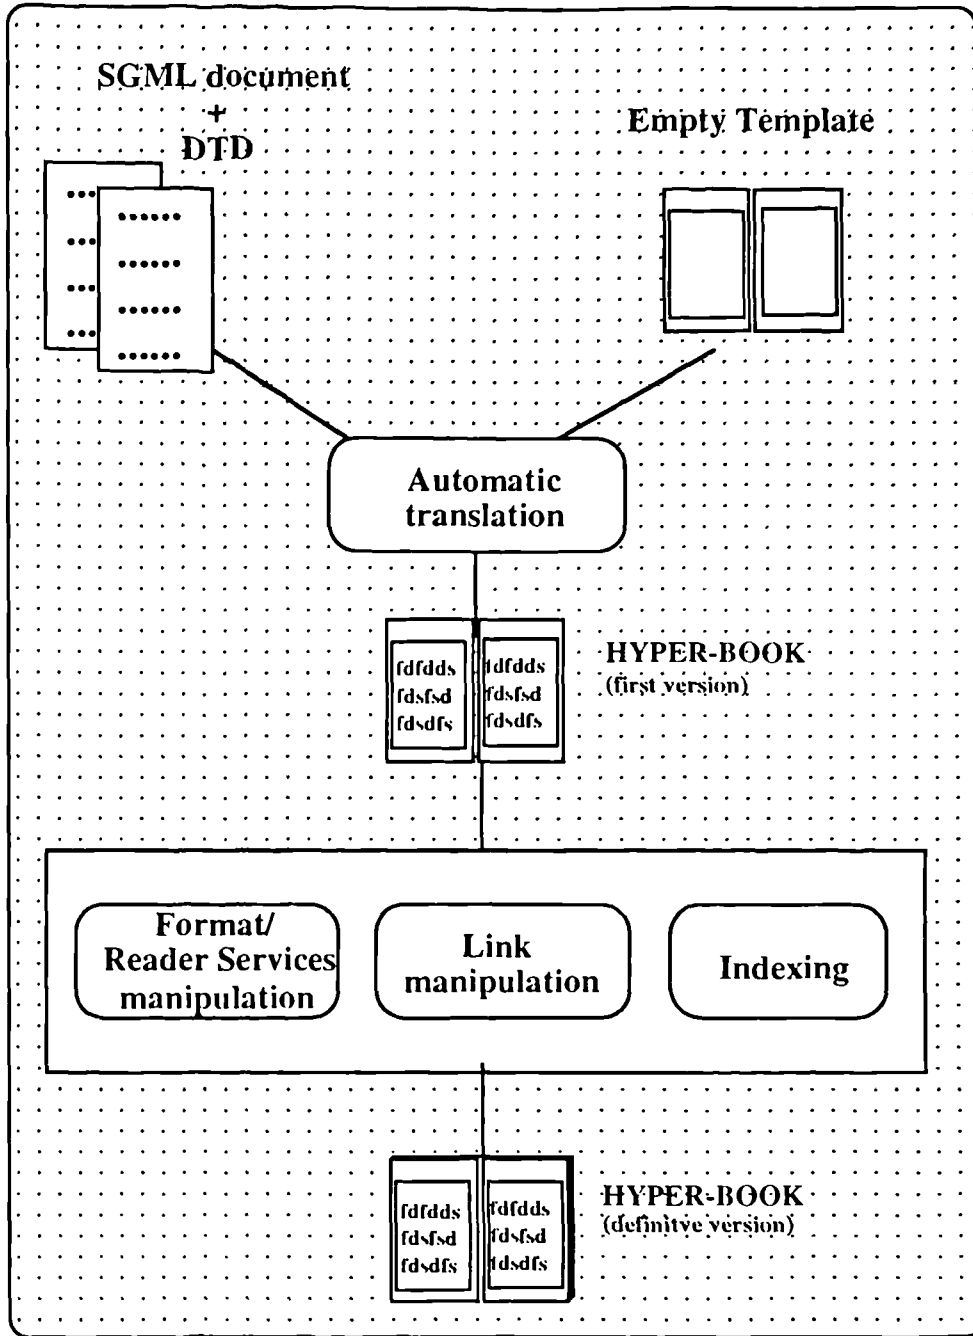 SGML document
+
DTD
Empty Template
Automatic
translation
fdfdds
fdsfsd
fdsdfs
fdfdds
fdsfsd
fdsdfs
HYPER-BOOK
(first version)
Format/
Reader Services
manipulation
Link
manipulation
Indexing
fdfdds
fdsfsd
fdsdfs
fdfdds
fdsfsd
fdsdfs
HYPER-BOOK
(definitve version)